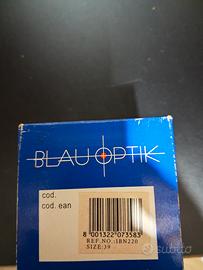 BLAU OPTIK
cod.
cod. ean
8 001322 073583
REF.NO.:IBN220
SIZE:39
subito